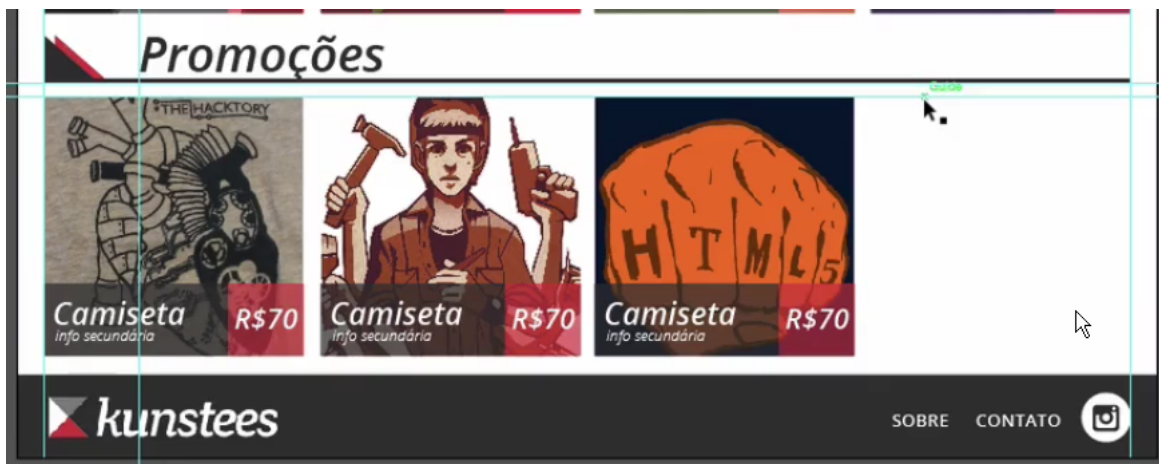 Promoções
Guide
THE HACKTORY
HTML5
Camiseta
info secundária
R$70
Camiseta
info secundária
R$70
Camiseta
info secundária
R$70
kunstees
SOBRE CONTATO